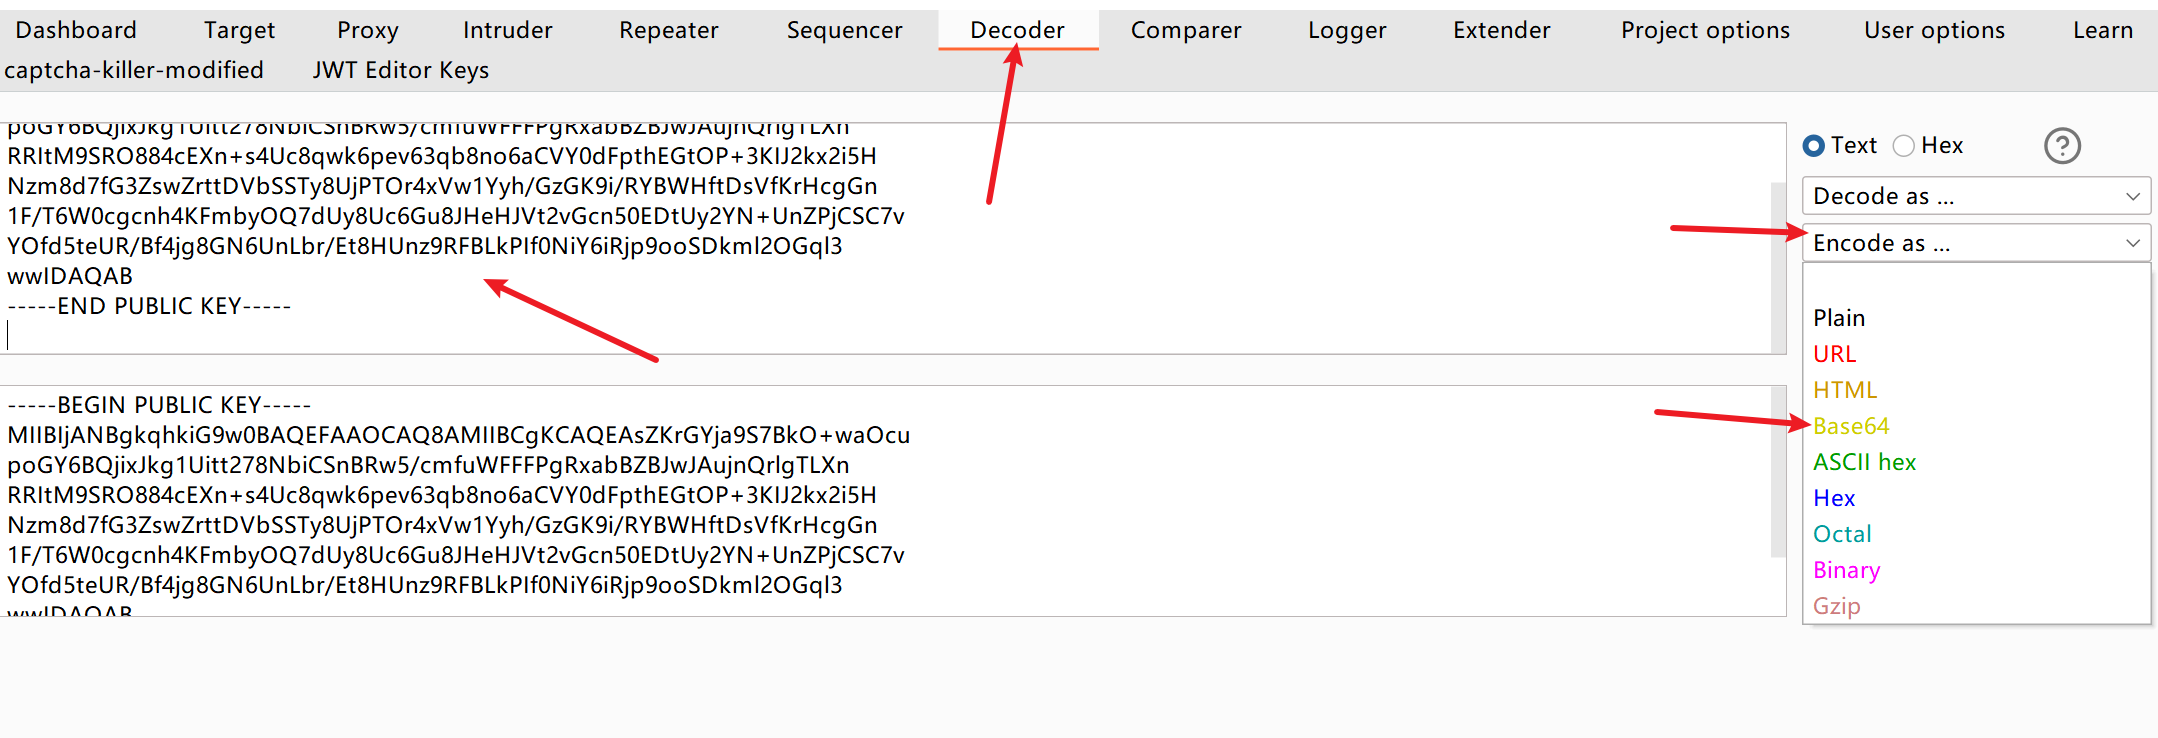 Dashboard Target Proxy Intruder Repeater Sequencer Decoder Comparer Logger Extender Project options User options Learn
captcha-killer-modified JWT Editor Keys
poGY6BQJixJkg1Uitt278NbiCSnBRw5/cmfuWFFFPgRxabBZBJwJAujnQrlgTLXn
RRItM9SRO884cEXn+s4Uc8qwk6pev63qb8no6aCVY0dFpthEGtOP+3KIJ2kx2i5H
Nzm8d7fG3ZswZrttDVbSSTy8UjPTOr4xVw1Yyh/GzGK9i/RYBWHftDsVfKrHcgGn
1F/T6W0cgcnh4KFmbyOQ7dUy8Uc6Gu8JHeHJVt2vGcn50EDtUy2YN+UnZPjCSC7v
YOfd5teUR/Bf4jg8GN6UnLbr/Et8HUnz9RFBLkPIf0NiY6iRjp9ooSDkml2OGql3
wwIDAQAB
-----END PUBLIC KEY-----
Text Hex ?
Decode as ...
Encode as ...
Plain
URL
HTML
Base64
ASCII hex
Hex
Octal
Binary
Gzip
-----BEGIN PUBLIC KEY-----
MIIBIjANBgkqhkiG9w0BAQEFAAOCAQ8AMIIBCgKCAQEAsZKrGYja9S7BkO+waOcu
poGY6BQJixJkg1Uitt278NbiCSnBRw5/cmfuWFFFPgRxabBZBJwJAujnQrlgTLXn
RRItM9SRO884cEXn+s4Uc8qwk6pev63qb8no6aCVY0dFpthEGtOP+3KIJ2kx2i5H
Nzm8d7fG3ZswZrttDVbSSTy8UjPTOr4xVw1Yyh/GzGK9i/RYBWHftDsVfKrHcgGn
1F/T6W0cgcnh4KFmbyOQ7dUy8Uc6Gu8JHeHJVt2vGcn50EDtUy2YN+UnZPjCSC7v
YOfd5teUR/Bf4jg8GN6UnLbr/Et8HUnz9RFBLkPIf0NiY6iRjp9ooSDkml2OGql3
wwIDAQAB